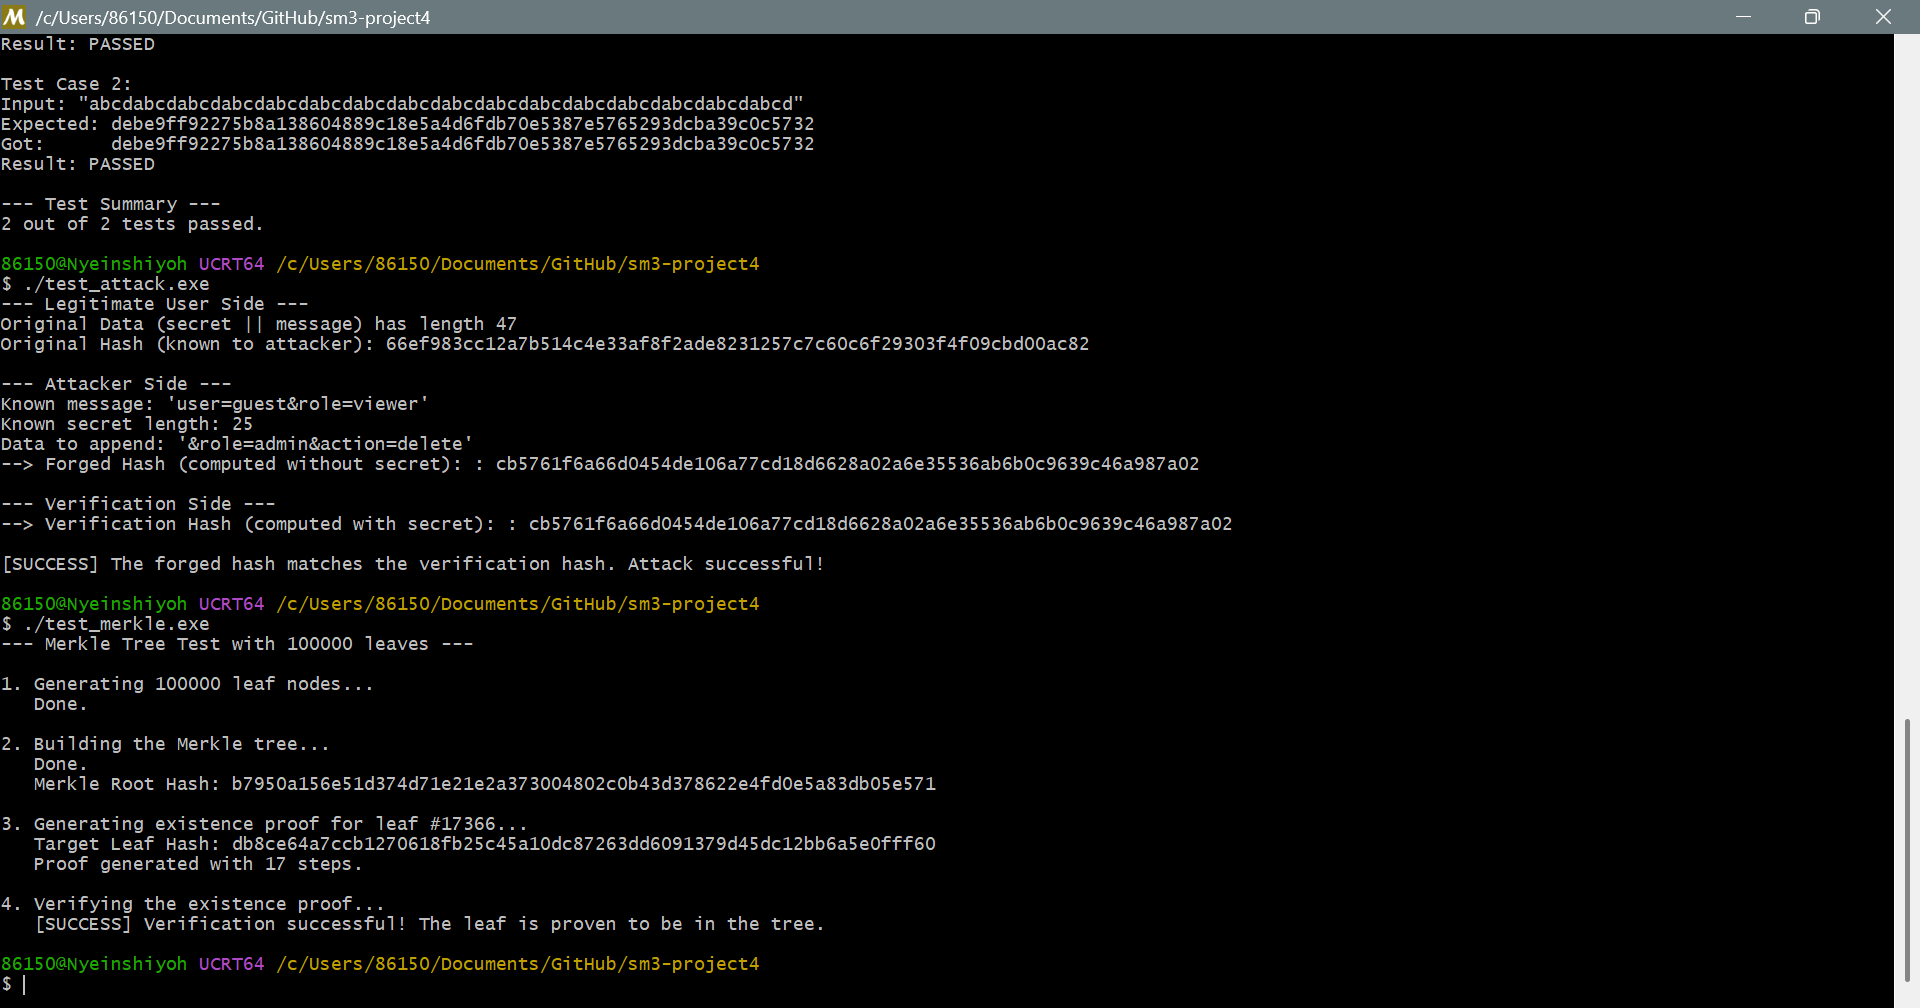 M /c/Users/86150/Documents/GitHub/sm3-project4
Result: PASSED
Test Case 2:
Input: "abcdabcdabcdabcdabcdabcdabcdabcdabcdabcdabcdabcdabcdabcdabcdabcd"
Expected: debe9ff92275b8a138604889c18e5a4d6fdb70e5387e5765293dcba39c0c5732
Got:      debe9ff92275b8a138604889c18e5a4d6fdb70e5387e5765293dcba39c0c5732
Result: PASSED
--- Test Summary ---
2 out of 2 tests passed.
86150@Nyeinshiyoh UCRT64 /c/Users/86150/Documents/GitHub/sm3-project4
$ ./test_attack.exe
--- Legitimate User Side ---
Original Data (secret || message) has length 47
Original Hash (known to attacker): 66ef983cc12a7b514c4e33af8f2ade8231257c7c60c6f29303f4f09cbd00ac82
--- Attacker Side ---
Known message: 'user=guest&role=viewer'
Known secret length: 25
Data to append: '&role=admin&action=delete'
--> Forged Hash (computed without secret): : cb5761f6a66d0454de106a77cd18d6628a02a6e35536ab6b0c9639c46a987a02
--- Verification Side ---
--> Verification Hash (computed with secret): : cb5761f6a66d0454de106a77cd18d6628a02a6e35536ab6b0c9639c46a987a02
[SUCCESS] The forged hash matches the verification hash. Attack successful!
86150@Nyeinshiyoh UCRT64 /c/Users/86150/Documents/GitHub/sm3-project4
$ ./test_merkle.exe
--- Merkle Tree Test with 100000 leaves ---
1. Generating 100000 leaf nodes...
   Done.
2. Building the Merkle tree...
   Done.
   Merkle Root Hash: b7950a156e51d374d71e21e2a373004802c0b43d378622e4fd0e5a83db05e571
3. Generating existence proof for leaf #17366...
   Target Leaf Hash: db8ce64a7ccb1270618fb25c45a10dc87263dd6091379d45dc12bb6a5e0fff60
   Proof generated with 17 steps.
4. Verifying the existence proof...
   [SUCCESS] Verification successful! The leaf is proven to be in the tree.
86150@Nyeinshiyoh UCRT64 /c/Users/86150/Documents/GitHub/sm3-project4
$